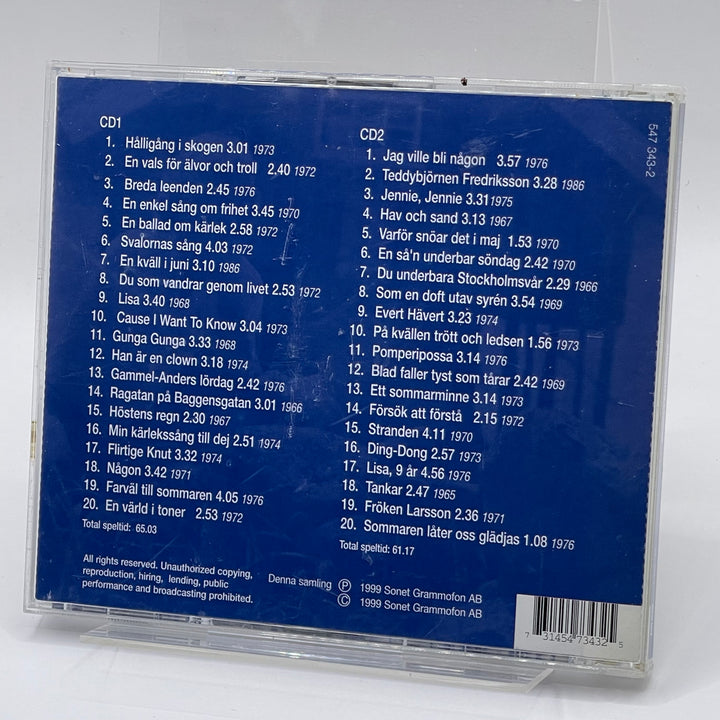 CD1
1. Hålligång i skogen 3.01 1973
2. En vals för älvor och troll 2.40 1972
3. Breda leenden 2.45 1976
4. En enkel sång om frihet 3.45 1970
5. En ballad om kärlek 2.58 1972
6. Svalornas sång 4.03 1972
7. En kväll i juni 3.10 1986
8. Du som vandrar genom livet 2.53 1972
9. Lisa 3.40 1968
10. Cause I Want To Know 3.04 1973
11. Gunga Gunga 3.33 1968
12. Han är en clown 3.18 1974
13. Gammel-Anders lördag 2.42 1976
14. Ragatan på Baggensgatan 3.01 1966
15. Höstens regn 2.30 1967
16. Min kärlekssång till dej 2.51 1974
17. Flirtige Knut 3.32 1974
18. Någon 3.42 1971
19. Farväl till sommaren 4.05 1976
20. En värld i toner 2.53 1972
Total speltid: 65.03
CD2
1. Jag ville bli någon 3.57 1976
2. Teddybjörnen Fredriksson 3.28 1986
3. Jennie, Jennie 3.31 1975
4. Hav och sand 3.13 1967
5. Varför snöar det i maj 1.53 1970
6. En så'n underbar söndag 2.42 1970
7. Du underbara Stockholmsvår 2.29 1966
8. Som en doft utav syrén 3.54 1969
9. Evert Hävert 3.23 1974
10. På kvällen trött och ledsen 1.56 1973
11. Pomperipossa 3.14 1976
12. Blad faller tyst som tårar 2.42 1969
13. Ett sommarminne 3.14 1973
14. Försök att förstå 2.15 1972
15. Stranden 4.11 1970
16. Ding-Dong 2.57 1973
17. Lisa, 9 år 4.56 1976
18. Tankar 2.47 1965
19. Fröken Larsson 2.36 1971
20. Sommaren låter oss glädjas 1.08 1976
Total speltid: 61.17
547 343-2
All rights reserved. Unauthorized copying,
reproduction, hiring, lending, public
performance and broadcasting prohibited.
Denna samling Ⓟ 1999 Sonet Grammofon AB
© 1999 Sonet Grammofon AB
7 31454 73432 5